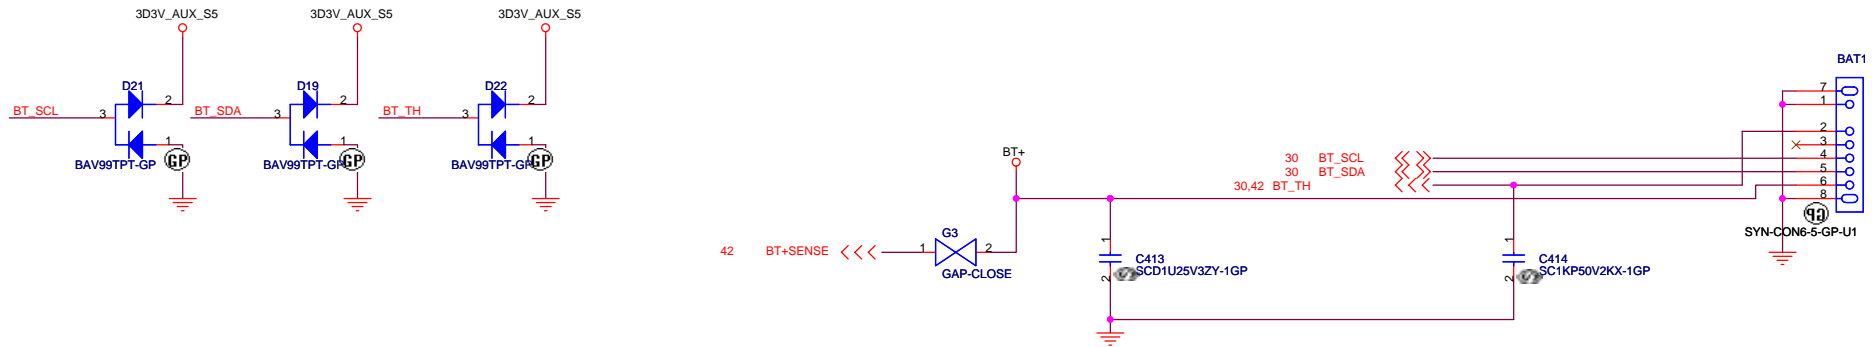 3D3V_AUX_S5
3D3V_AUX_S5
3D3V_AUX_S5
BAT1
D21
D19
D22
BT_SCL
3
2
1
BT_SDA
3
2
1
BT_TH
3
2
1
GP
GP
GP
BAV99TPT-GP
BAV99TPT-GP
BAV99TPT-GP
7
1
2
3
4
5
6
8
BT+
30 BT_SCL
30 BT_SDA
30,42 BT_TH
GP
SYN-CON6-5-GP-U1
42 BT+SENSE
G3
1
2
GAP-CLOSE
1
2
C413
SCD1U25V3ZY-1GP
1
2
C414
SC1KP50V2KX-1GP